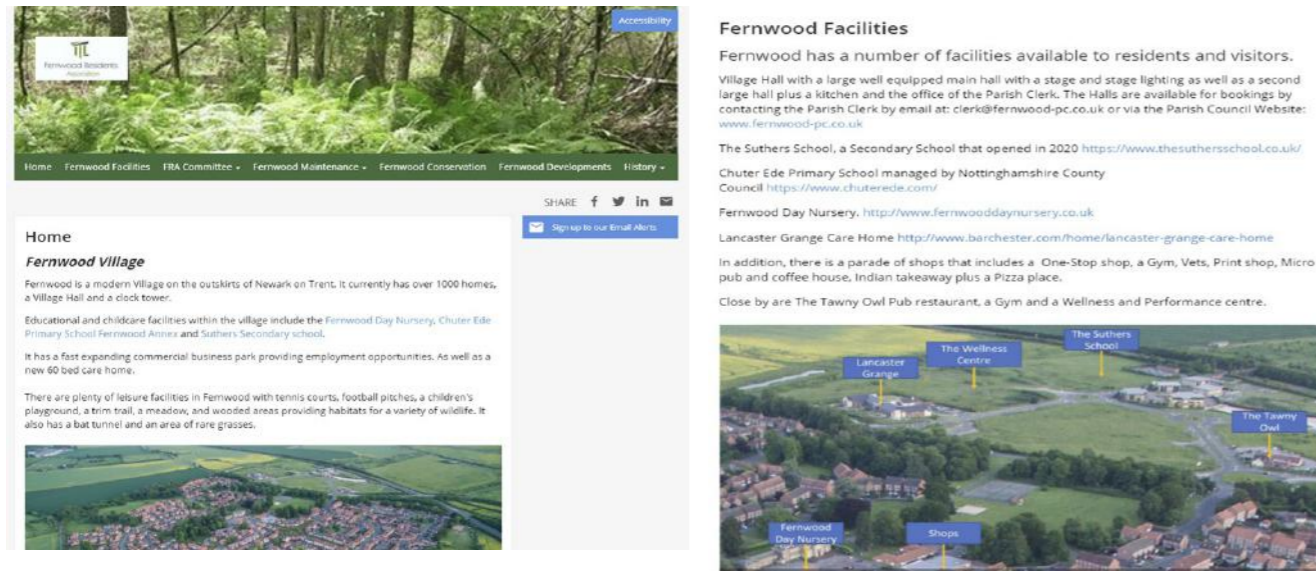 Accessibility
Fernwood Residents
Association
Home Fernwood Facilities FRA Committee Fernwood Maintenance Fernwood Conservation Fernwood Developments History
SHARE
Sign up to our Email Alerts
Home
Fernwood Village
Fernwood is a modern Village on the outskirts of Newark on Trent. It currently has over 1000 homes,
a Village Hall and a clock tower.
Educational and childcare facilities within the village include the Fernwood Day Nursery, Chuter Ede
Primary School Fernwood Annex and Suthers Secondary school.
It has a fast expanding commercial business park providing employment opportunities. As well as a
new 60 bed care home.
There are plenty of leisure facilities in Fernwood with tennis courts, football pitches, a children's
playground, a trim trail, a meadow, and wooded areas providing habitats for a variety of wildlife. It
also has a bat tunnel and an area of rare grasses.
Fernwood Facilities
Fernwood has a number of facilities available to residents and visitors.
Village Hall with a large well equipped main hall with a stage and stage lighting as well as a second
large hall plus a kitchen and the office of the Parish Clerk. The Halls are available for bookings by
contacting the Parish Clerk by email at: clerk@fernwood-pc.co.uk or via the Parish Council Website:
www.fernwood-pc.co.uk
The Suthers School, a Secondary School that opened in 2020 https://www.thesuthersschool.co.uk/
Chuter Ede Primary School managed by Nottinghamshire County
Council https://www.chuterede.com/
Fernwood Day Nursery. http://www.fernwooddaynursery.co.uk
Lancaster Grange Care Home http://www.barchester.com/home/lancaster-grange-care-home
In addition, there is a parade of shops that includes a One-Stop shop, a Gym, Vets, Print shop, Micro
pub and coffee house, Indian takeaway plus a Pizza place.
Close by are The Tawny Owl Pub restaurant, a Gym and a Wellness and Performance centre.
The Suthers
School
The Wellness
Centre
Lancaster
Grange
The Tawny
Owl
Fernwood
Day Nursery
Shops